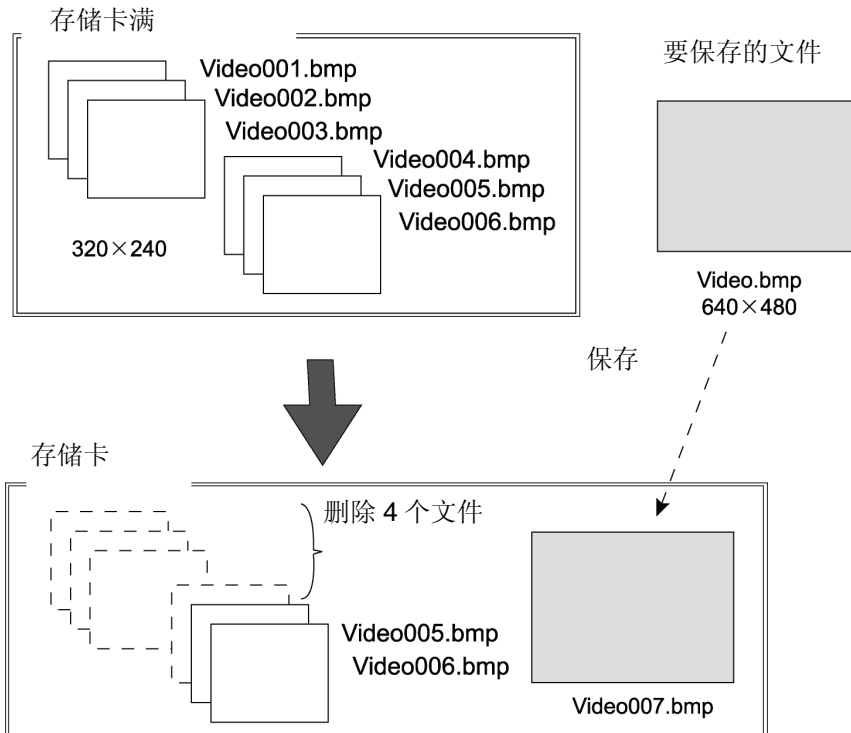 存储卡满
Video001.bmp
Video002.bmp
Video003.bmp
Video004.bmp
Video005.bmp
Video006.bmp
320×240
要保存的文件
Video.bmp
640×480
保存
存储卡
删除 4 个文件
Video005.bmp
Video006.bmp
Video007.bmp